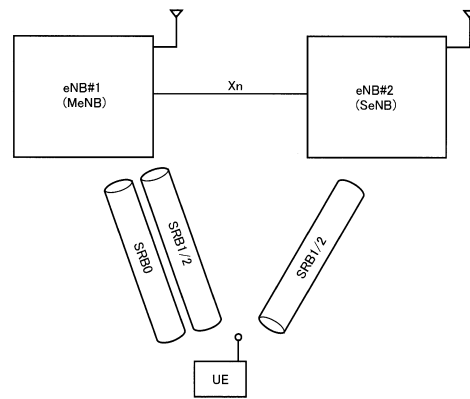 eNB#1
(MeNB)
Xn
eNB#2
(SeNB)
SRB0
SRB1/2
SRB1/2
UE